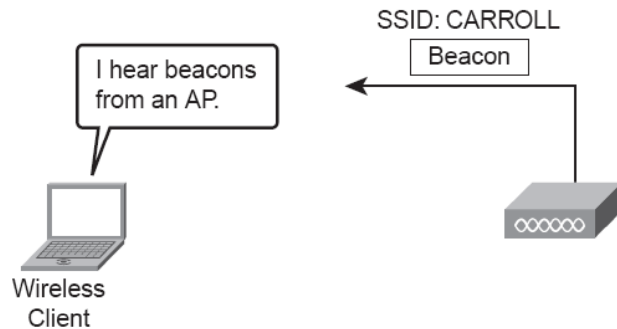 SSID: CARROLL
Beacon
I hear beacons
from an AP.
Wireless
Client